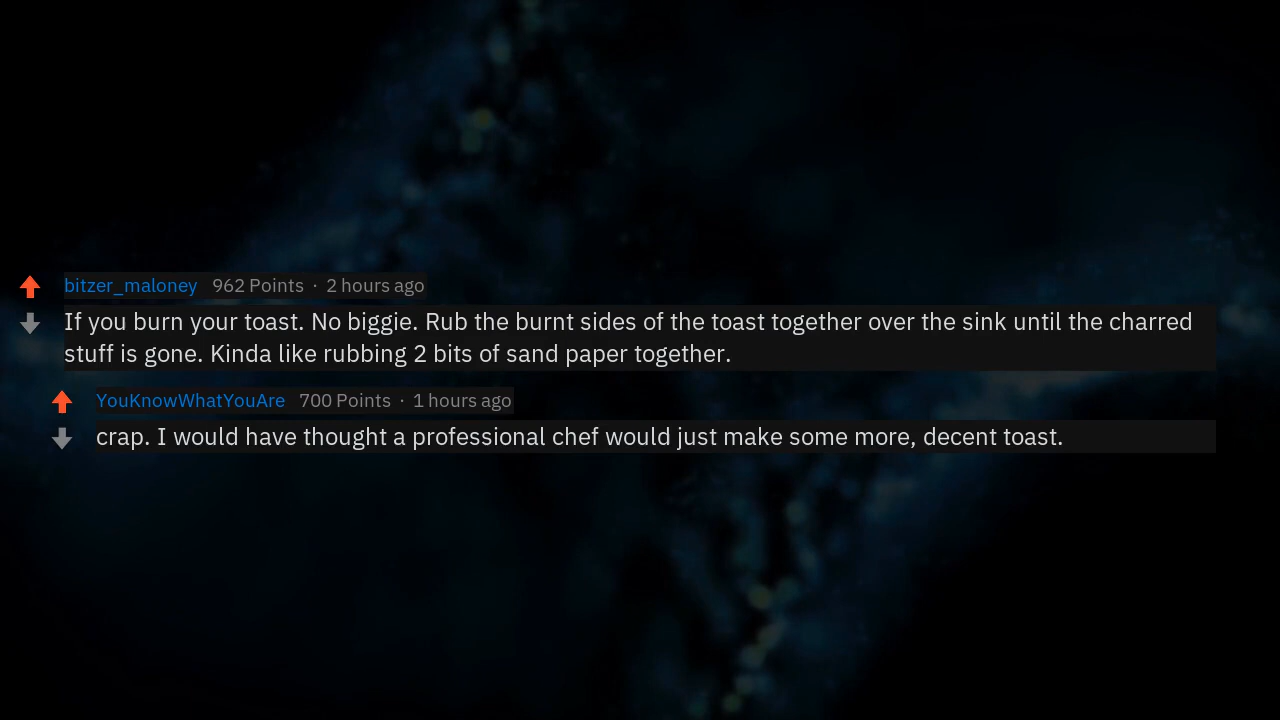 bitzer_maloney 962 Points · 2 hours ago
If you burn your toast. No biggie. Rub the burnt sides of the toast together over the sink until the charred
stuff is gone. Kinda like rubbing 2 bits of sand paper together.
YouKnowWhatYouAre 700 Points · 1 hours ago
crap. I would have thought a professional chef would just make some more, decent toast.